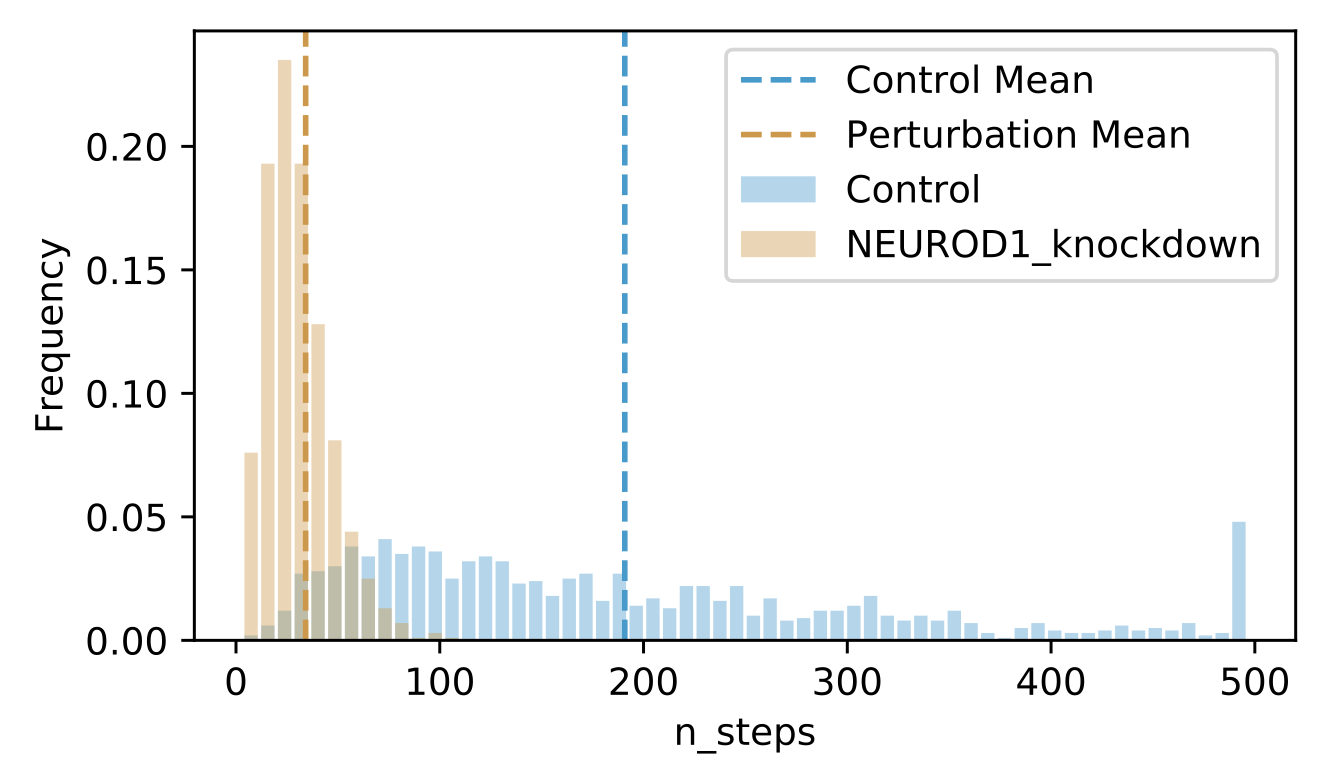 Control Mean
Perturbation Mean
Control
NEUROD1_knockdown
Frequency
0.20
0.15
0.10
0.05
0.00
0
100
200
300
400
500
n_steps